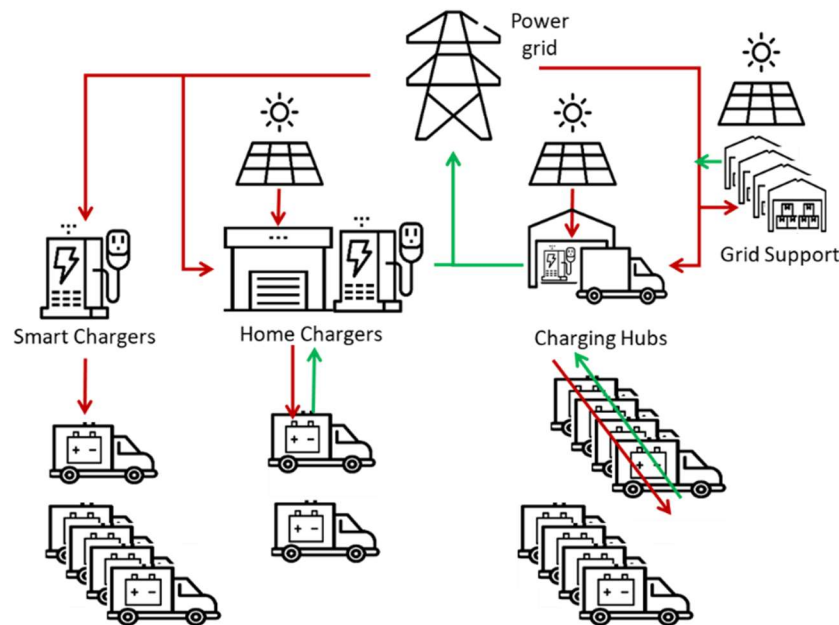 Power
grid
Grid Support
Smart Chargers
Home Chargers
Charging Hubs